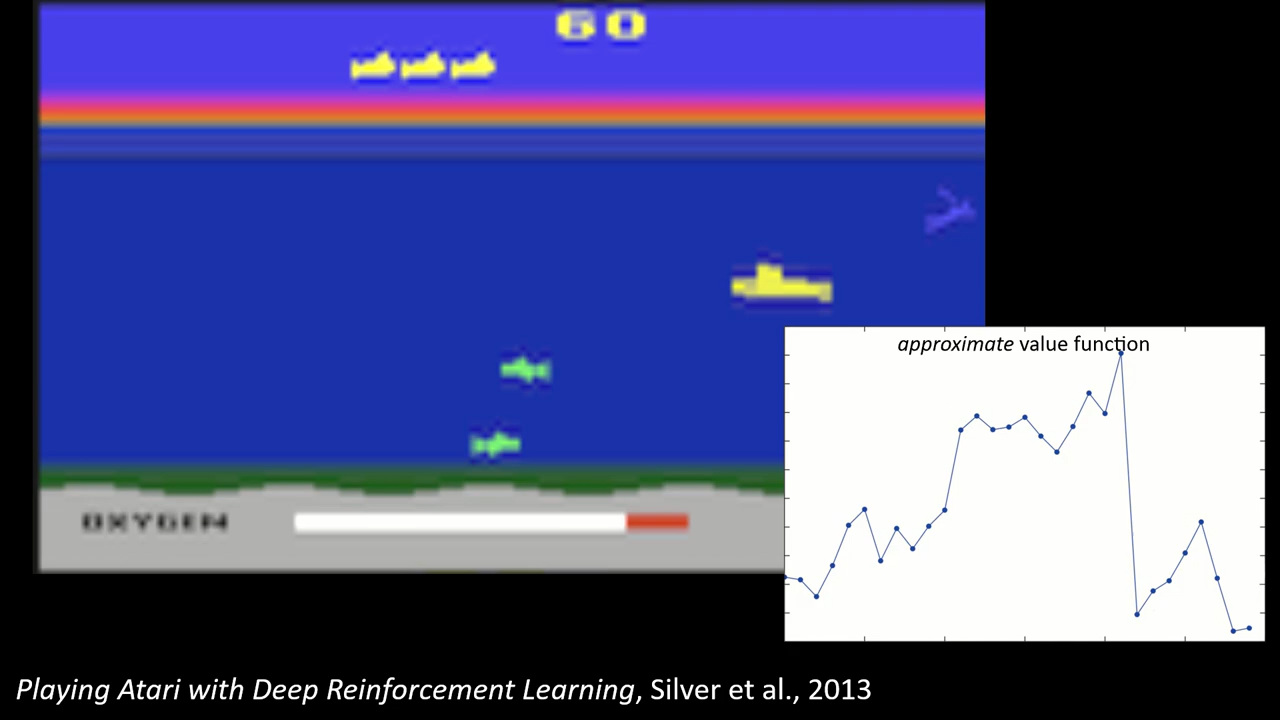 60
approximate value function
OXYGEN
Playing Atari with Deep Reinforcement Learning, Silver et al., 2013